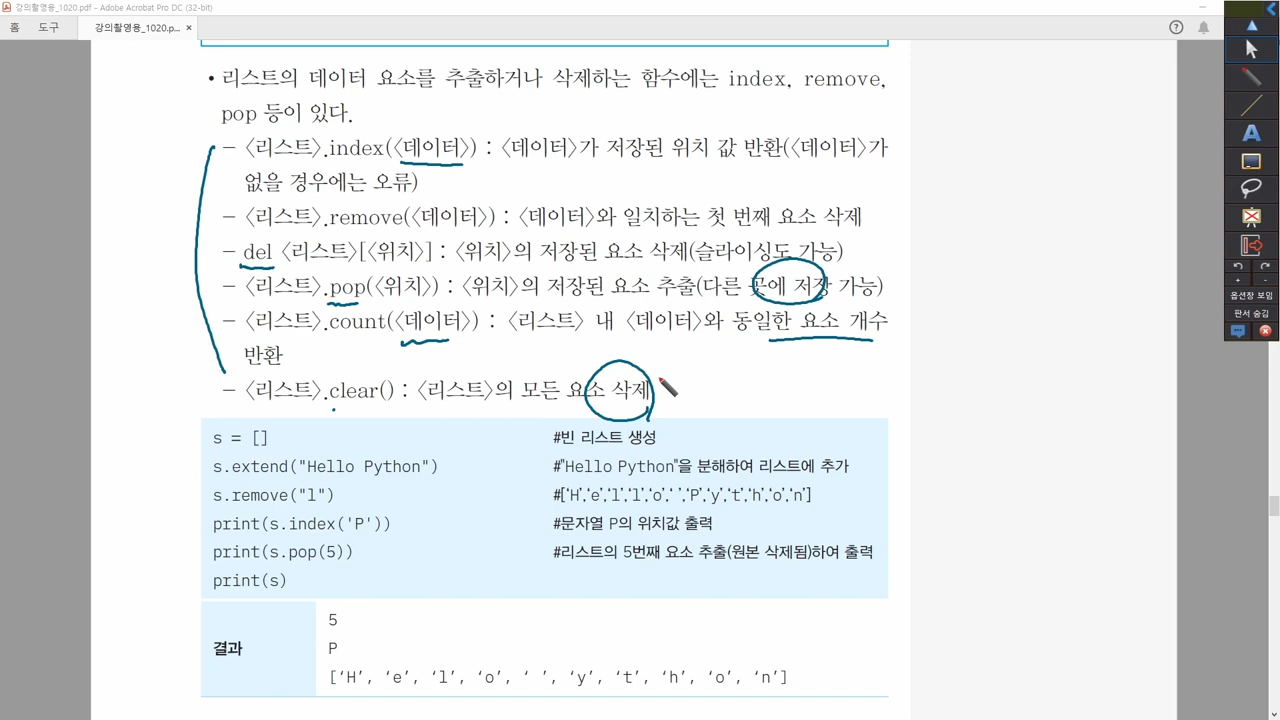 강의촬영용_1020.pdf - Adobe Acrobat Pro DC (32-bit)
홈 도구 강의촬영용_1020.p... ×
• 리스트의 데이터 요소를 추출하거나 삭제하는 함수에는 index, remove,
pop 등이 있다.
– 〈리스트〉.index(〈데이터〉) : 〈데이터〉가 저장된 위치 값 반환(〈데이터〉가
없을 경우에는 오류)
– 〈리스트〉.remove(〈데이터〉) : 〈데이터〉와 일치하는 첫 번째 요소 삭제
– del 〈리스트〉[〈위치〉] : 〈위치〉의 저장된 요소 삭제(슬라이싱도 가능)
– 〈리스트〉.pop(〈위치〉) : 〈위치〉의 저장된 요소 추출(다른 곳에 저장 가능)
– 〈리스트〉.count(〈데이터〉) : 〈리스트〉 내 〈데이터〉와 동일한 요소 개수
반환
– 〈리스트〉.clear() : 〈리스트〉의 모든 요소 삭제
s = [] #빈 리스트 생성
s.extend("Hello Python") #"Hello Python"을 분해하여 리스트에 추가
s.remove("l") #[‘H’,‘e’,‘l’,‘l’,‘o’,‘ ’,‘P’,‘y’,‘t’,‘h’,‘o’,‘n’]
print(s.index('P')) #문자열 P의 위치값 출력
print(s.pop(5)) #리스트의 5번째 요소 추출(원본 삭제됨)하여 출력
print(s)
결과
5
P
[‘H’, ‘e’, ‘l’, ‘o’, ‘ ’, ‘y’, ‘t’, ‘h’, ‘o’, ‘n’]
A
옵션창 보임
판서 숨김